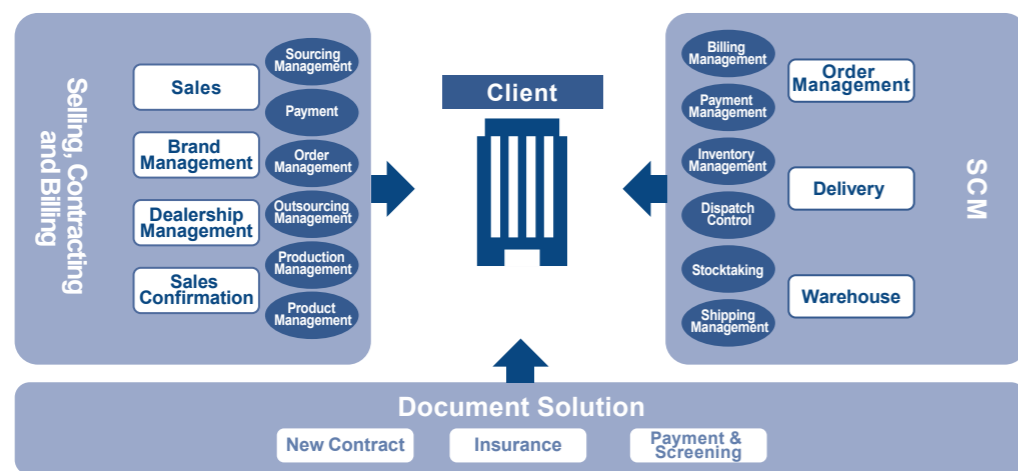 Selling, Contracting
and Billing
Sales
Brand
Management
Dealership
Management
Sales
Confirmation
Sourcing
Management
Payment
Order
Management
Outsourcing
Management
Production
Management
Product
Management
Client
Billing
Management
Payment
Management
Inventory
Management
Dispatch
Control
Stocktaking
Shipping
Management
Order
Management
Delivery
Warehouse
SCM
Document Solution
New Contract
Insurance
Payment &
Screening